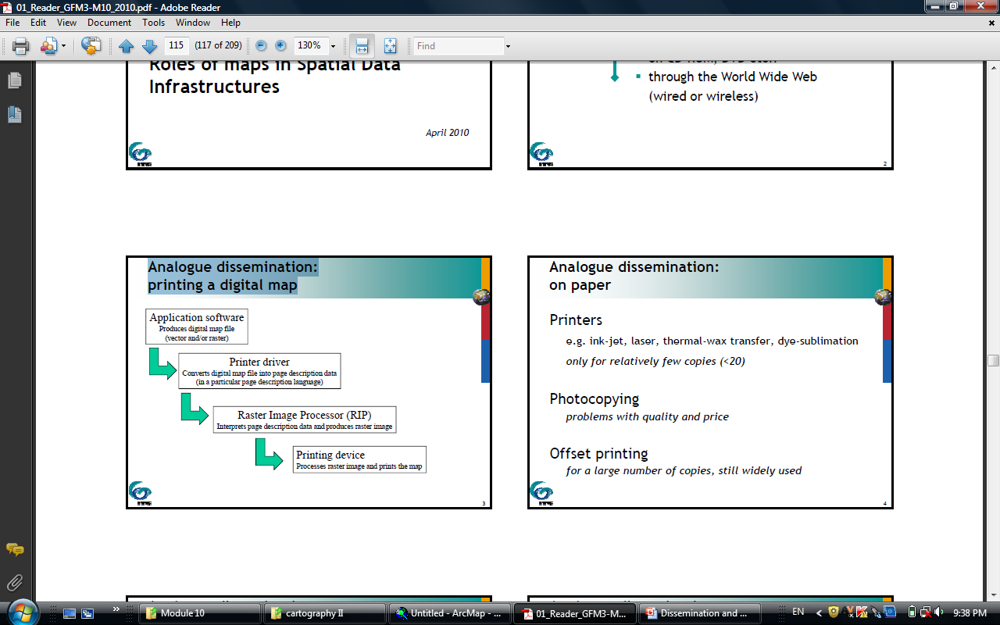 01_Reader_GFM3-M10_2010.pdf - Adobe Reader
File Edit View Document Tools Window Help
115 (117 of 209) 130% Find
Roles of maps in Spatial Data
Infrastructures
April 2010
through the World Wide Web
(wired or wireless)
2
Analogue dissemination:
printing a digital map
Application software
Produces digital map file
(vector and/or raster)
Printer driver
Converts digital map file into page description data
(in a particular page description language)
Raster Image Processor (RIP)
Interprets page description data and produces raster image
Printing device
Processes raster image and prints the map
3
Analogue dissemination:
on paper
Printers
e.g. ink-jet, laser, thermal-wax transfer, dye-sublimation
only for relatively few copies (<20)
Photocopying
problems with quality and price
Offset printing
for a large number of copies, still widely used
4
Module 10 cartography II Untitled - ArcMap - ... 01_Reader_GFM3-M... Dissemination and ... EN 9:38 PM